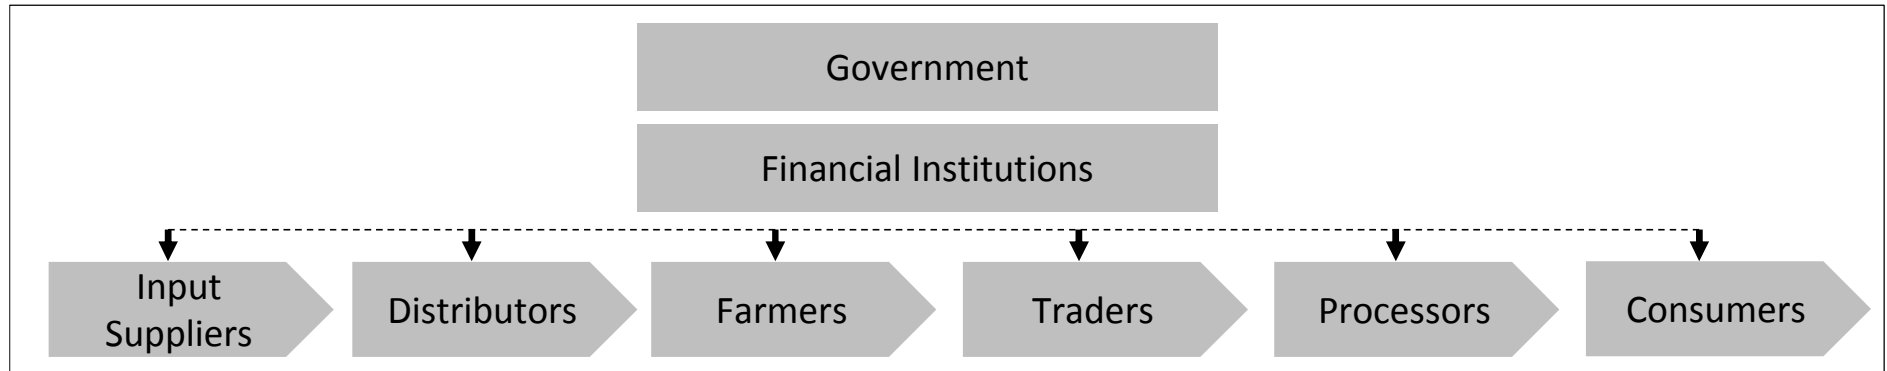 Government
Financial Institutions
Input
Suppliers
Distributors
Farmers
Traders
Processors
Consumers